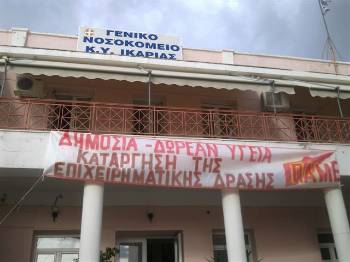 ΓΕΝΙΚΟ
ΝΟΣΟΚΟΜΕΙΟ
Κ.Υ. ΙΚΑΡΙΑΣ
ΔΗΜΟΣΙΑ - ΔΩΡΕΑΝ ΥΓΕΙΑ
ΚΑΤΑΡΓΗΣΗ ΤΗΣ
ΕΠΙΧΕΙΡΗΜΑΤΙΚΗΣ ΔΡΑΣΗΣ
ΠΑΜΕ